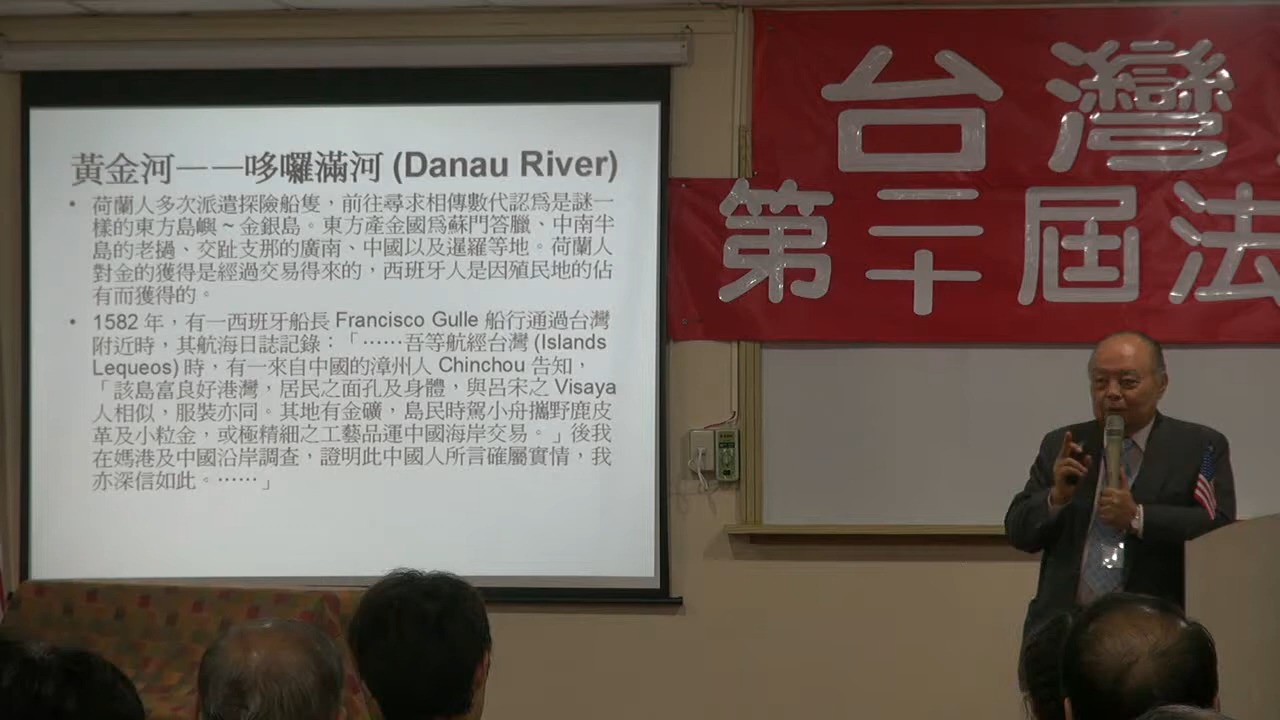 黃金河——哆囉滿河 (Danau River)
• 荷蘭人多次派遣探險船隻，前往尋求相傳數代認爲是謎一
樣的東方島嶼～金銀島。東方產金國爲蘇門答臘、中南半
島的老撾、交趾支那的廣南、中國以及暹羅等地。荷蘭人
對金的獲得是經過交易得來的，西班牙人是因殖民地的佔
有而獲得的。
• 1582 年，有一西班牙船長 Francisco Gulle 船行通過台灣
附近時，其航海日誌記錄：「⋯⋯吾等航經台灣 (Islands
Lequeos) 時，有一來自中國的漳州人 Chinchou 告知，
「該島富良好港灣，居民之面孔及身體，與呂宋之 Visaya
人相似，服裝亦同。其地有金礦，島民時駕小舟攜野鹿皮
革及小粒金，或極精細之工藝品運中國海岸交易。」後我
在媽港及中國沿岸調查，證明此中國人所言確屬實情，我
亦深信如此。⋯⋯」
台灣
第二十屆法